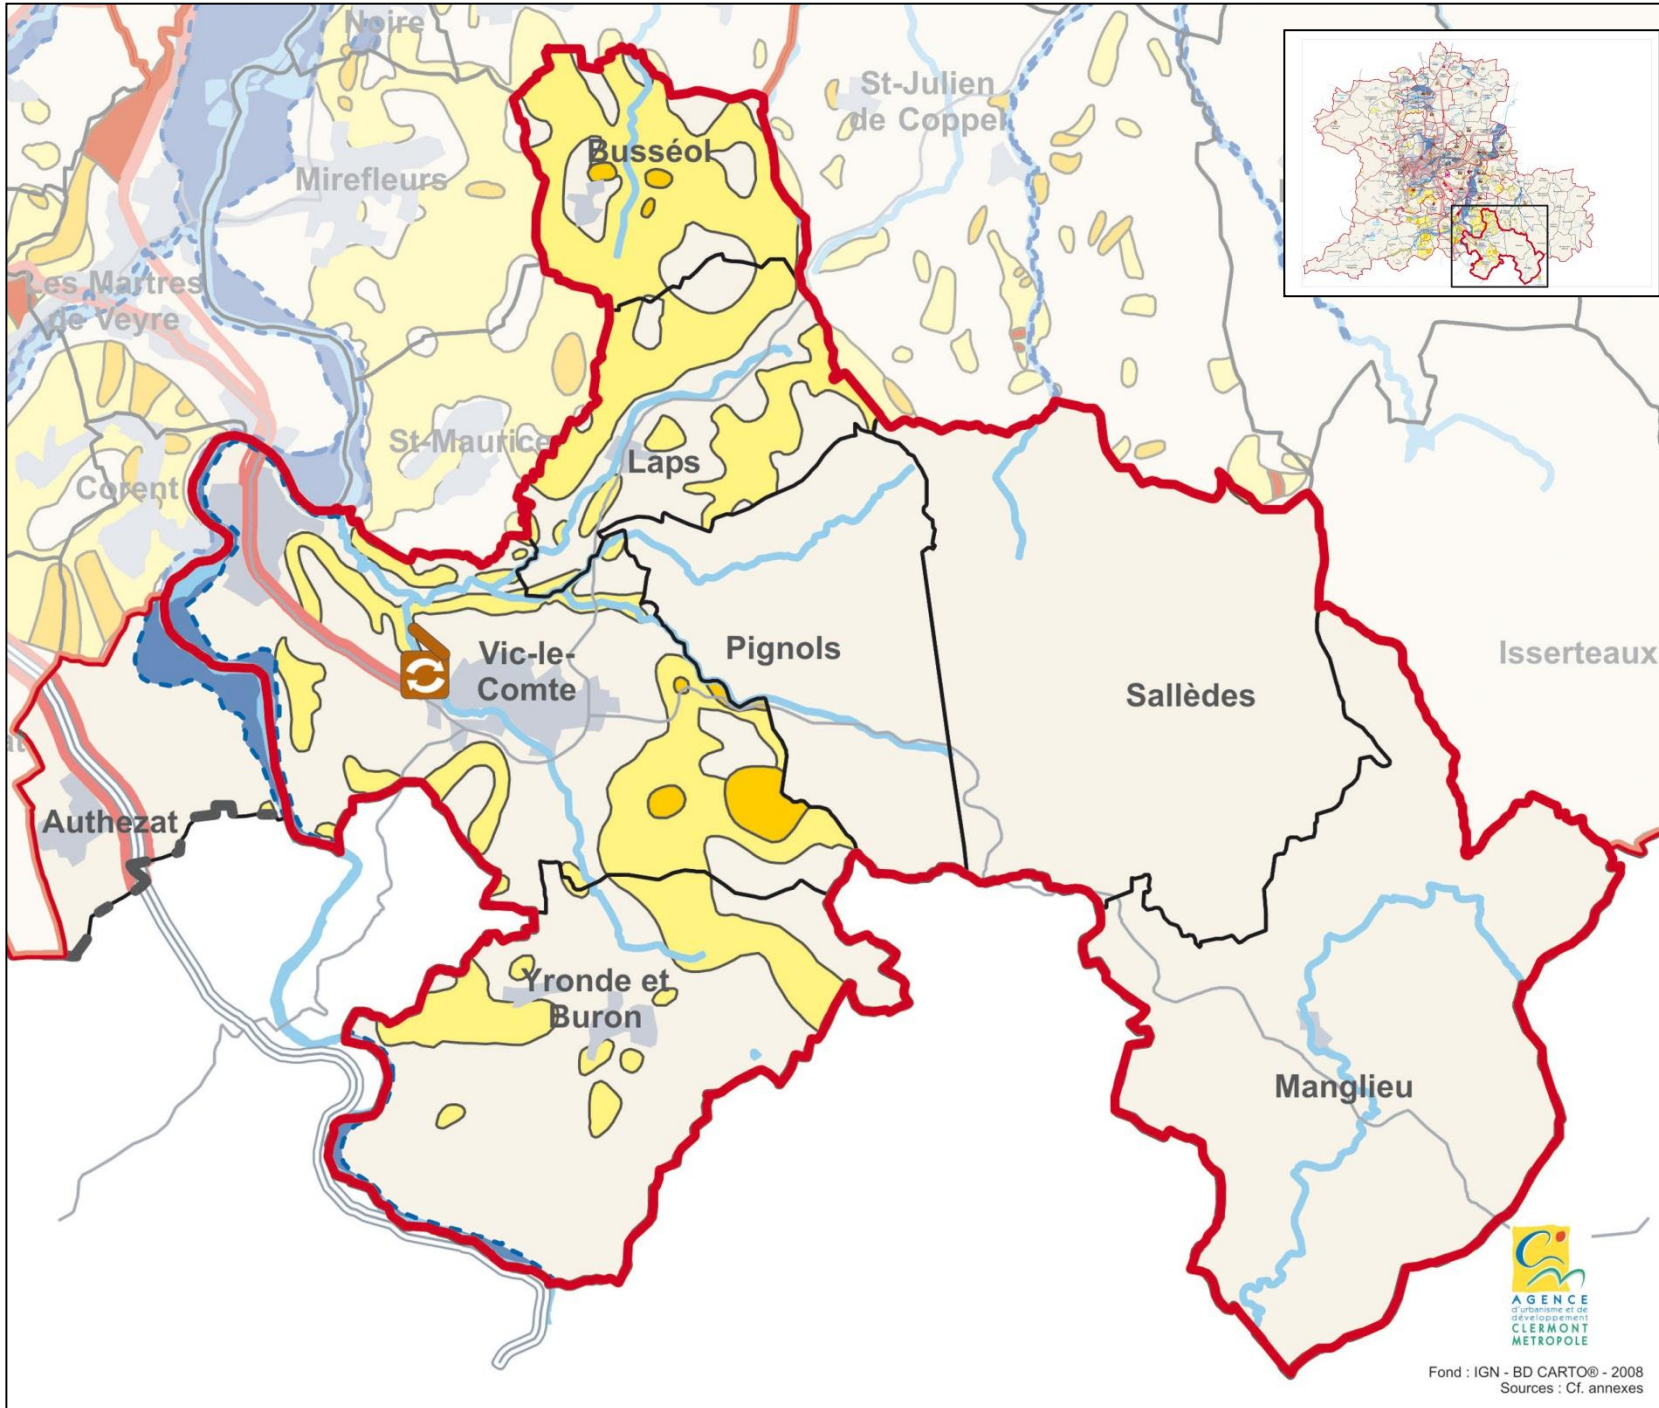 Noire
St-Julien
de Coppel
Busséol
Mirefleurs
Les Martres
de Veyre
St-Maurice
Laps
Corent
Vic-le-
Comte
Pignols
Isserteaux
Sallèdes
at
Authezat
Yronde et
Buron
Manglieu
AGENCE
d'urbanisme et de
développement
CLERMONT
METROPOLE
Fond : IGN - BD CARTO® - 2008
Sources : Cf. annexes